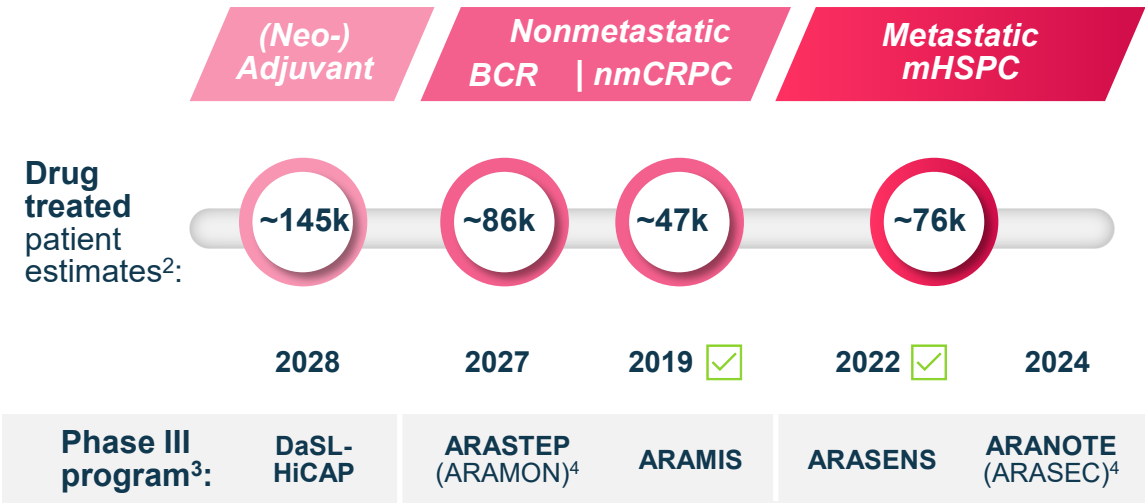 (Neo-)
Adjuvant
Nonmetastatic
BCR | nmCRPC
Metastatic
mHSPC
Drug
treated
patient
estimates²:
~145k
~86k
~47k
~76k
2028
2027
2019
2022
2024
Phase III
program³:
DaSL-
HiCAP
ARASTEP
(ARAMON)⁴
ARAMIS
ARASENS
ARANOTE
(ARASEC)⁴